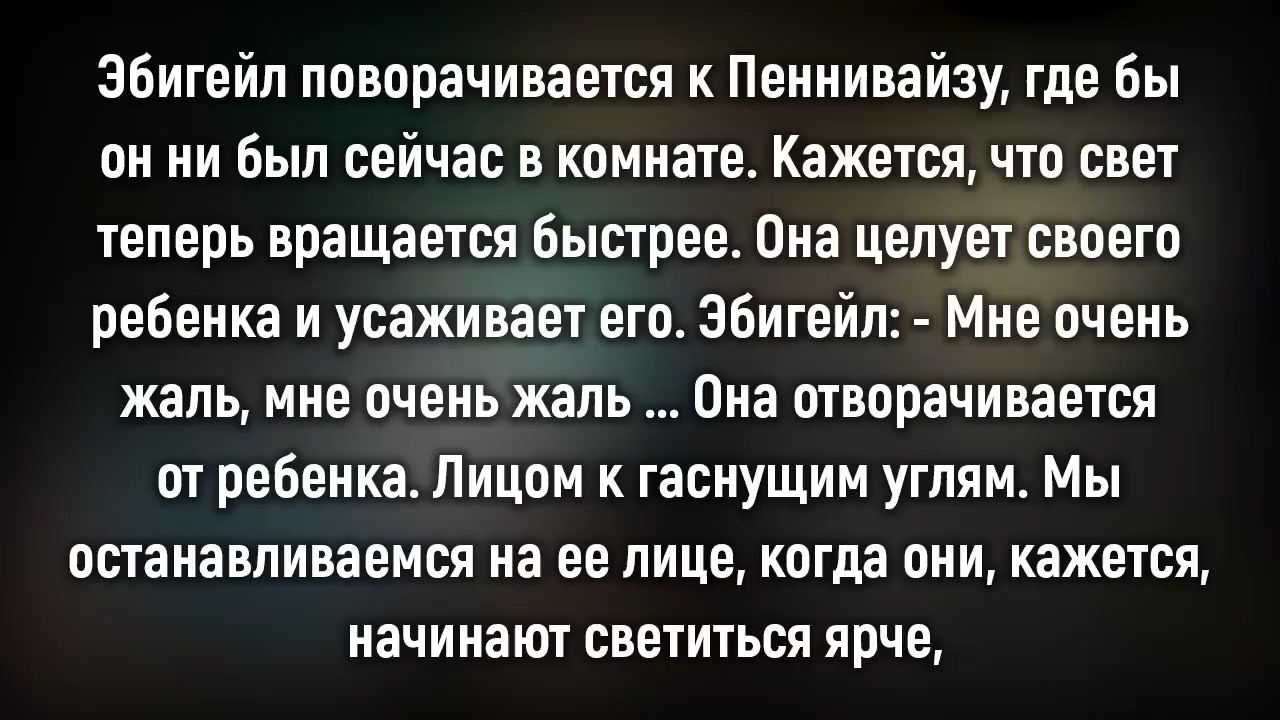 Эбигейл поворачивается к Пеннивайзу, где бы
он ни был сейчас в комнате. Кажется, что свет
теперь вращается быстрее. Она целует своего
ребенка и усаживает его. Эбигейл: - Мне очень
жаль, мне очень жаль ... Она отворачивается
от ребенка. Лицом к гаснущим углям. Мы
останавливаемся на ее лице, когда они, кажется,
начинают светиться ярче,